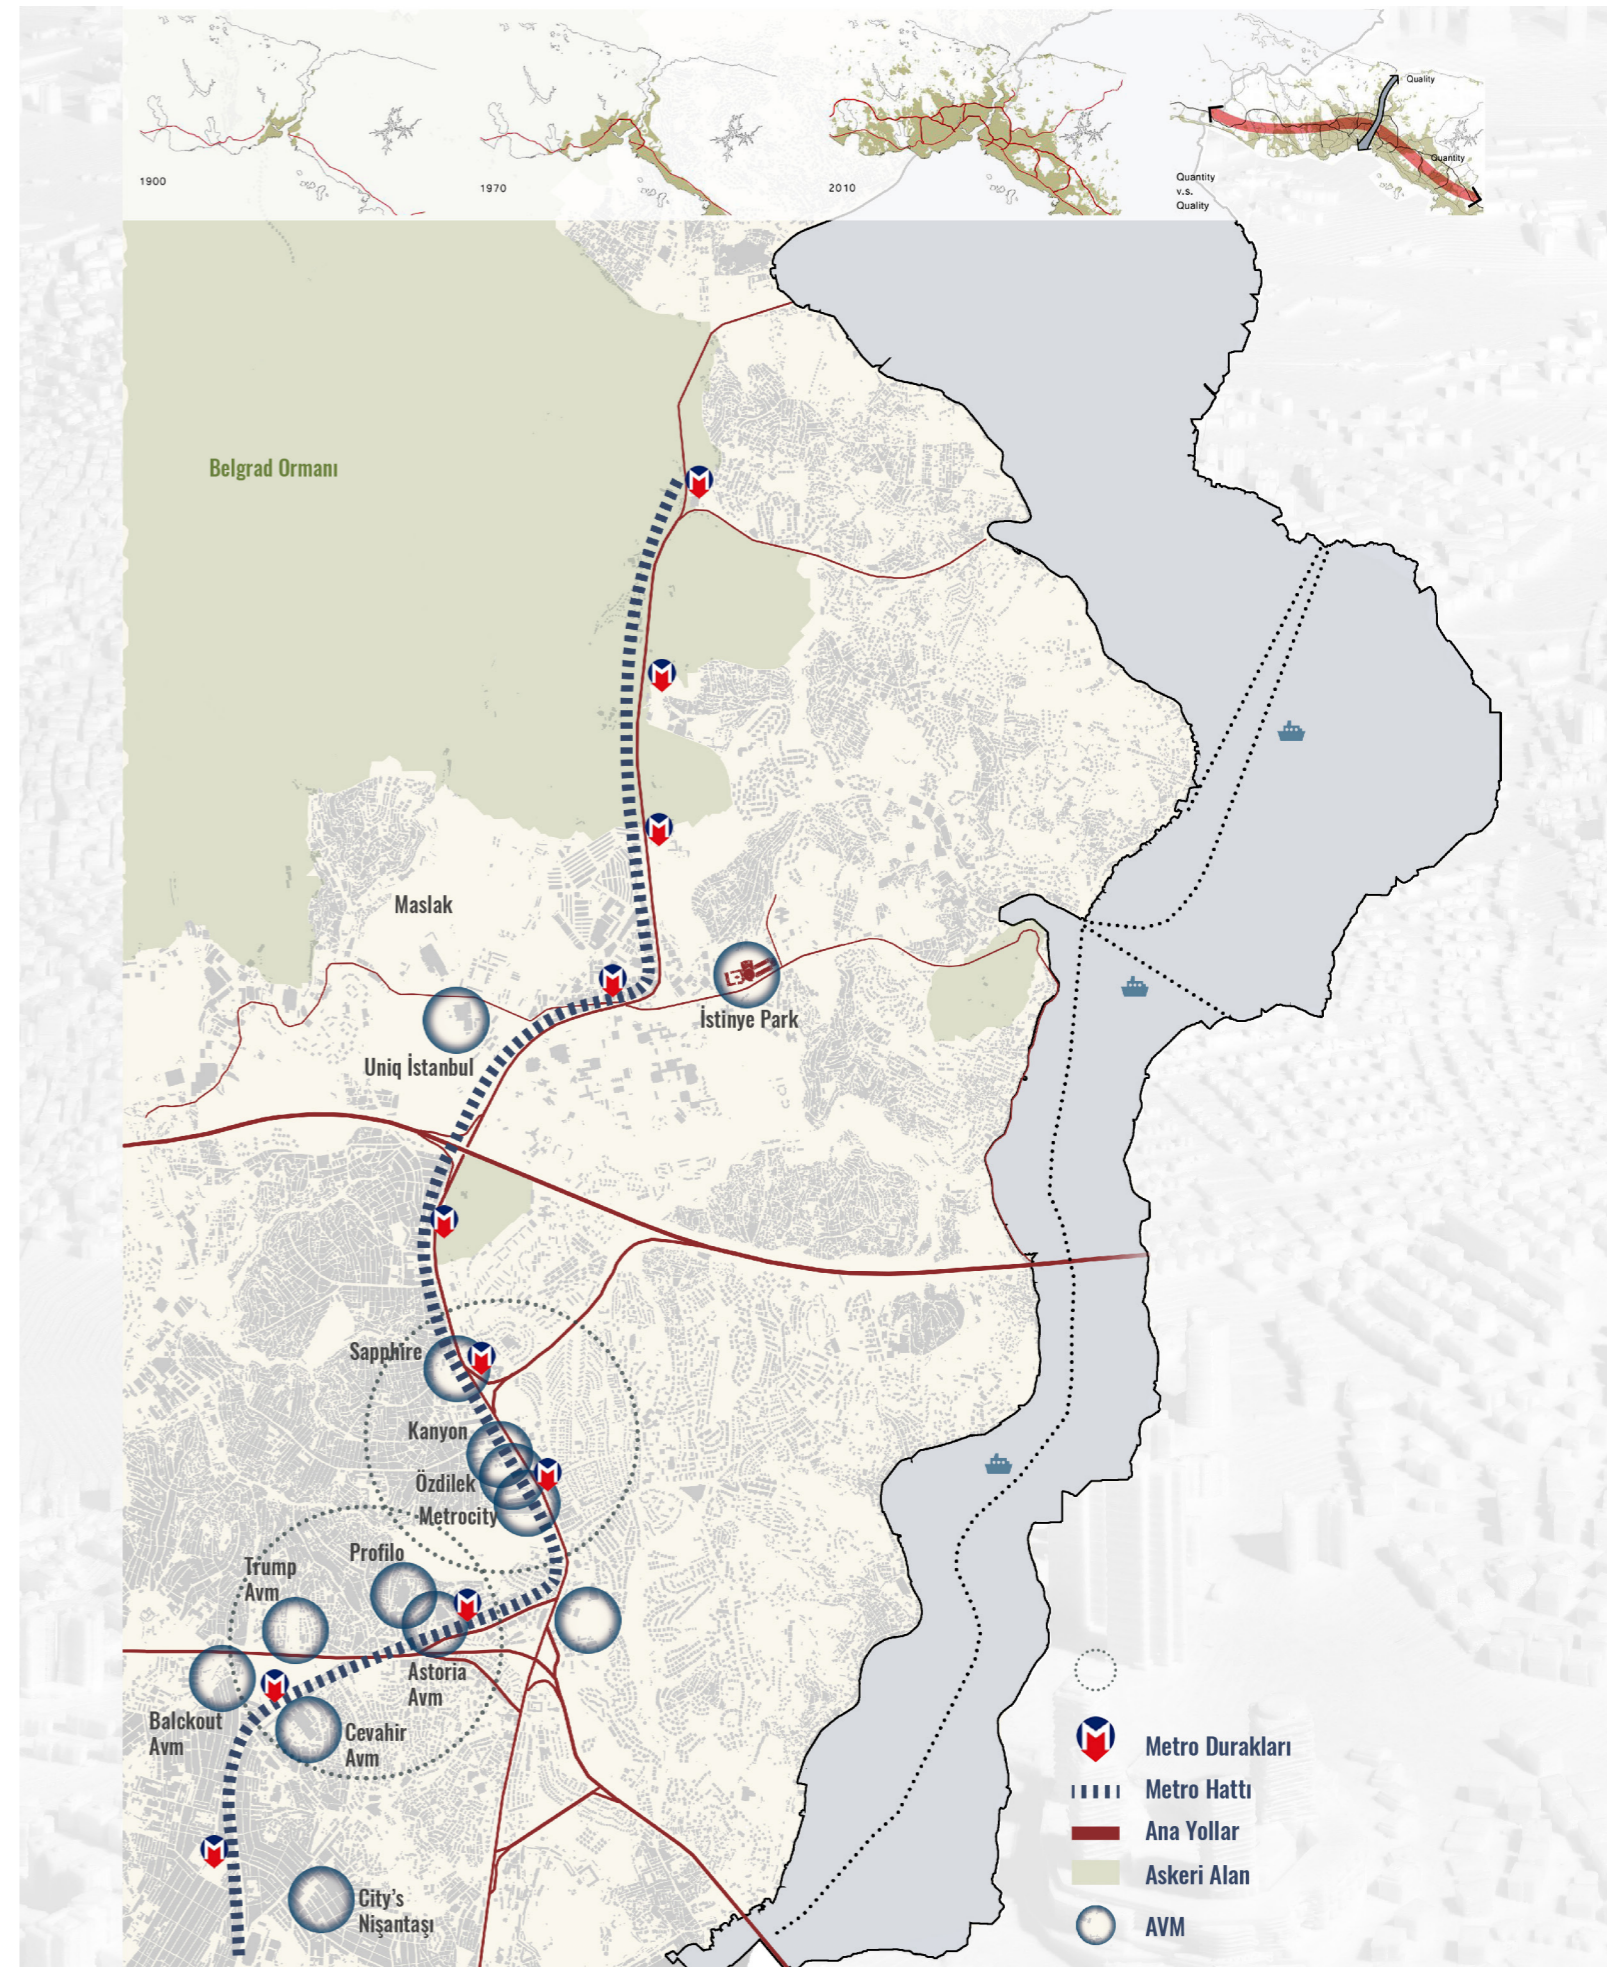 Quality
Quantity
1900
1970
2010
Quantity
v.s.
Quality
Belgrad Ormanı
Maslak
İstinye Park
Uniq İstanbul
Sapphire
Kanyon
Özdilek
Metrocity
Profilo
Trump
Avm
Astoria
Avm
Balckout
Avm
Cevahir
Avm
City's
Nişantaşı
Metro Durakları
Metro Hattı
Ana Yollar
Askeri Alan
AVM